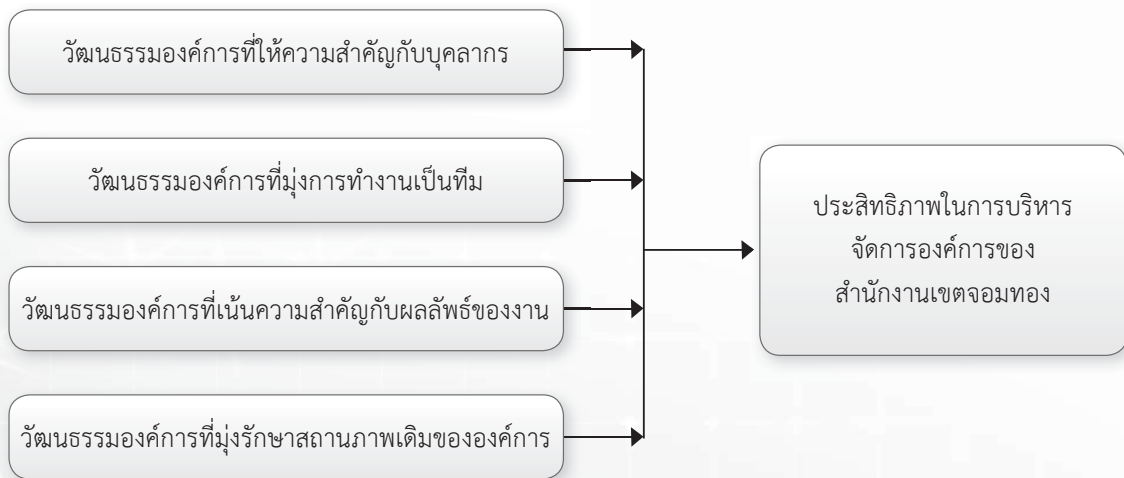 วัฒนธรรมองค์การที่ให้ความสำคัญกับบุคลากร
วัฒนธรรมองค์การที่มุ่งการทำงานเป็นทีม
วัฒนธรรมองค์การที่เน้นความสำคัญกับผลลัพธ์ของงาน
วัฒนธรรมองค์การที่มุ่งรักษาสถานภาพเดิมขององค์การ
ประสิทธิภาพในการบริหาร
จัดการองค์การของ
สำนักงานเขตจอมทอง